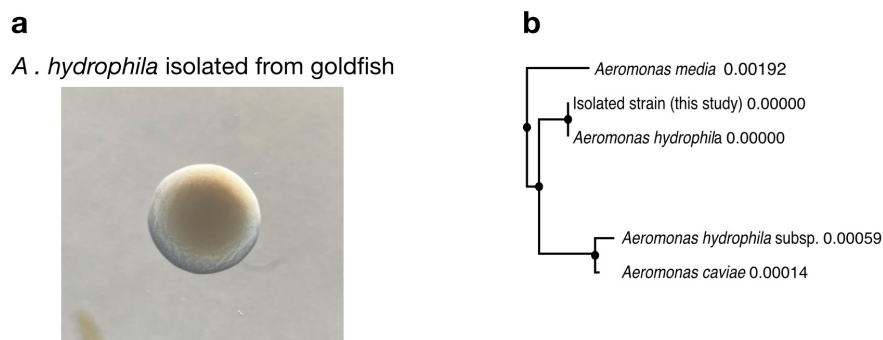 a
A . hydrophila isolated from goldfish
b
Aeromonas media 0.00192
Isolated strain (this study) 0.00000
Aeromonas hydrophila 0.00000
Aeromonas hydrophila subsp. 0.00059
Aeromonas caviae 0.00014